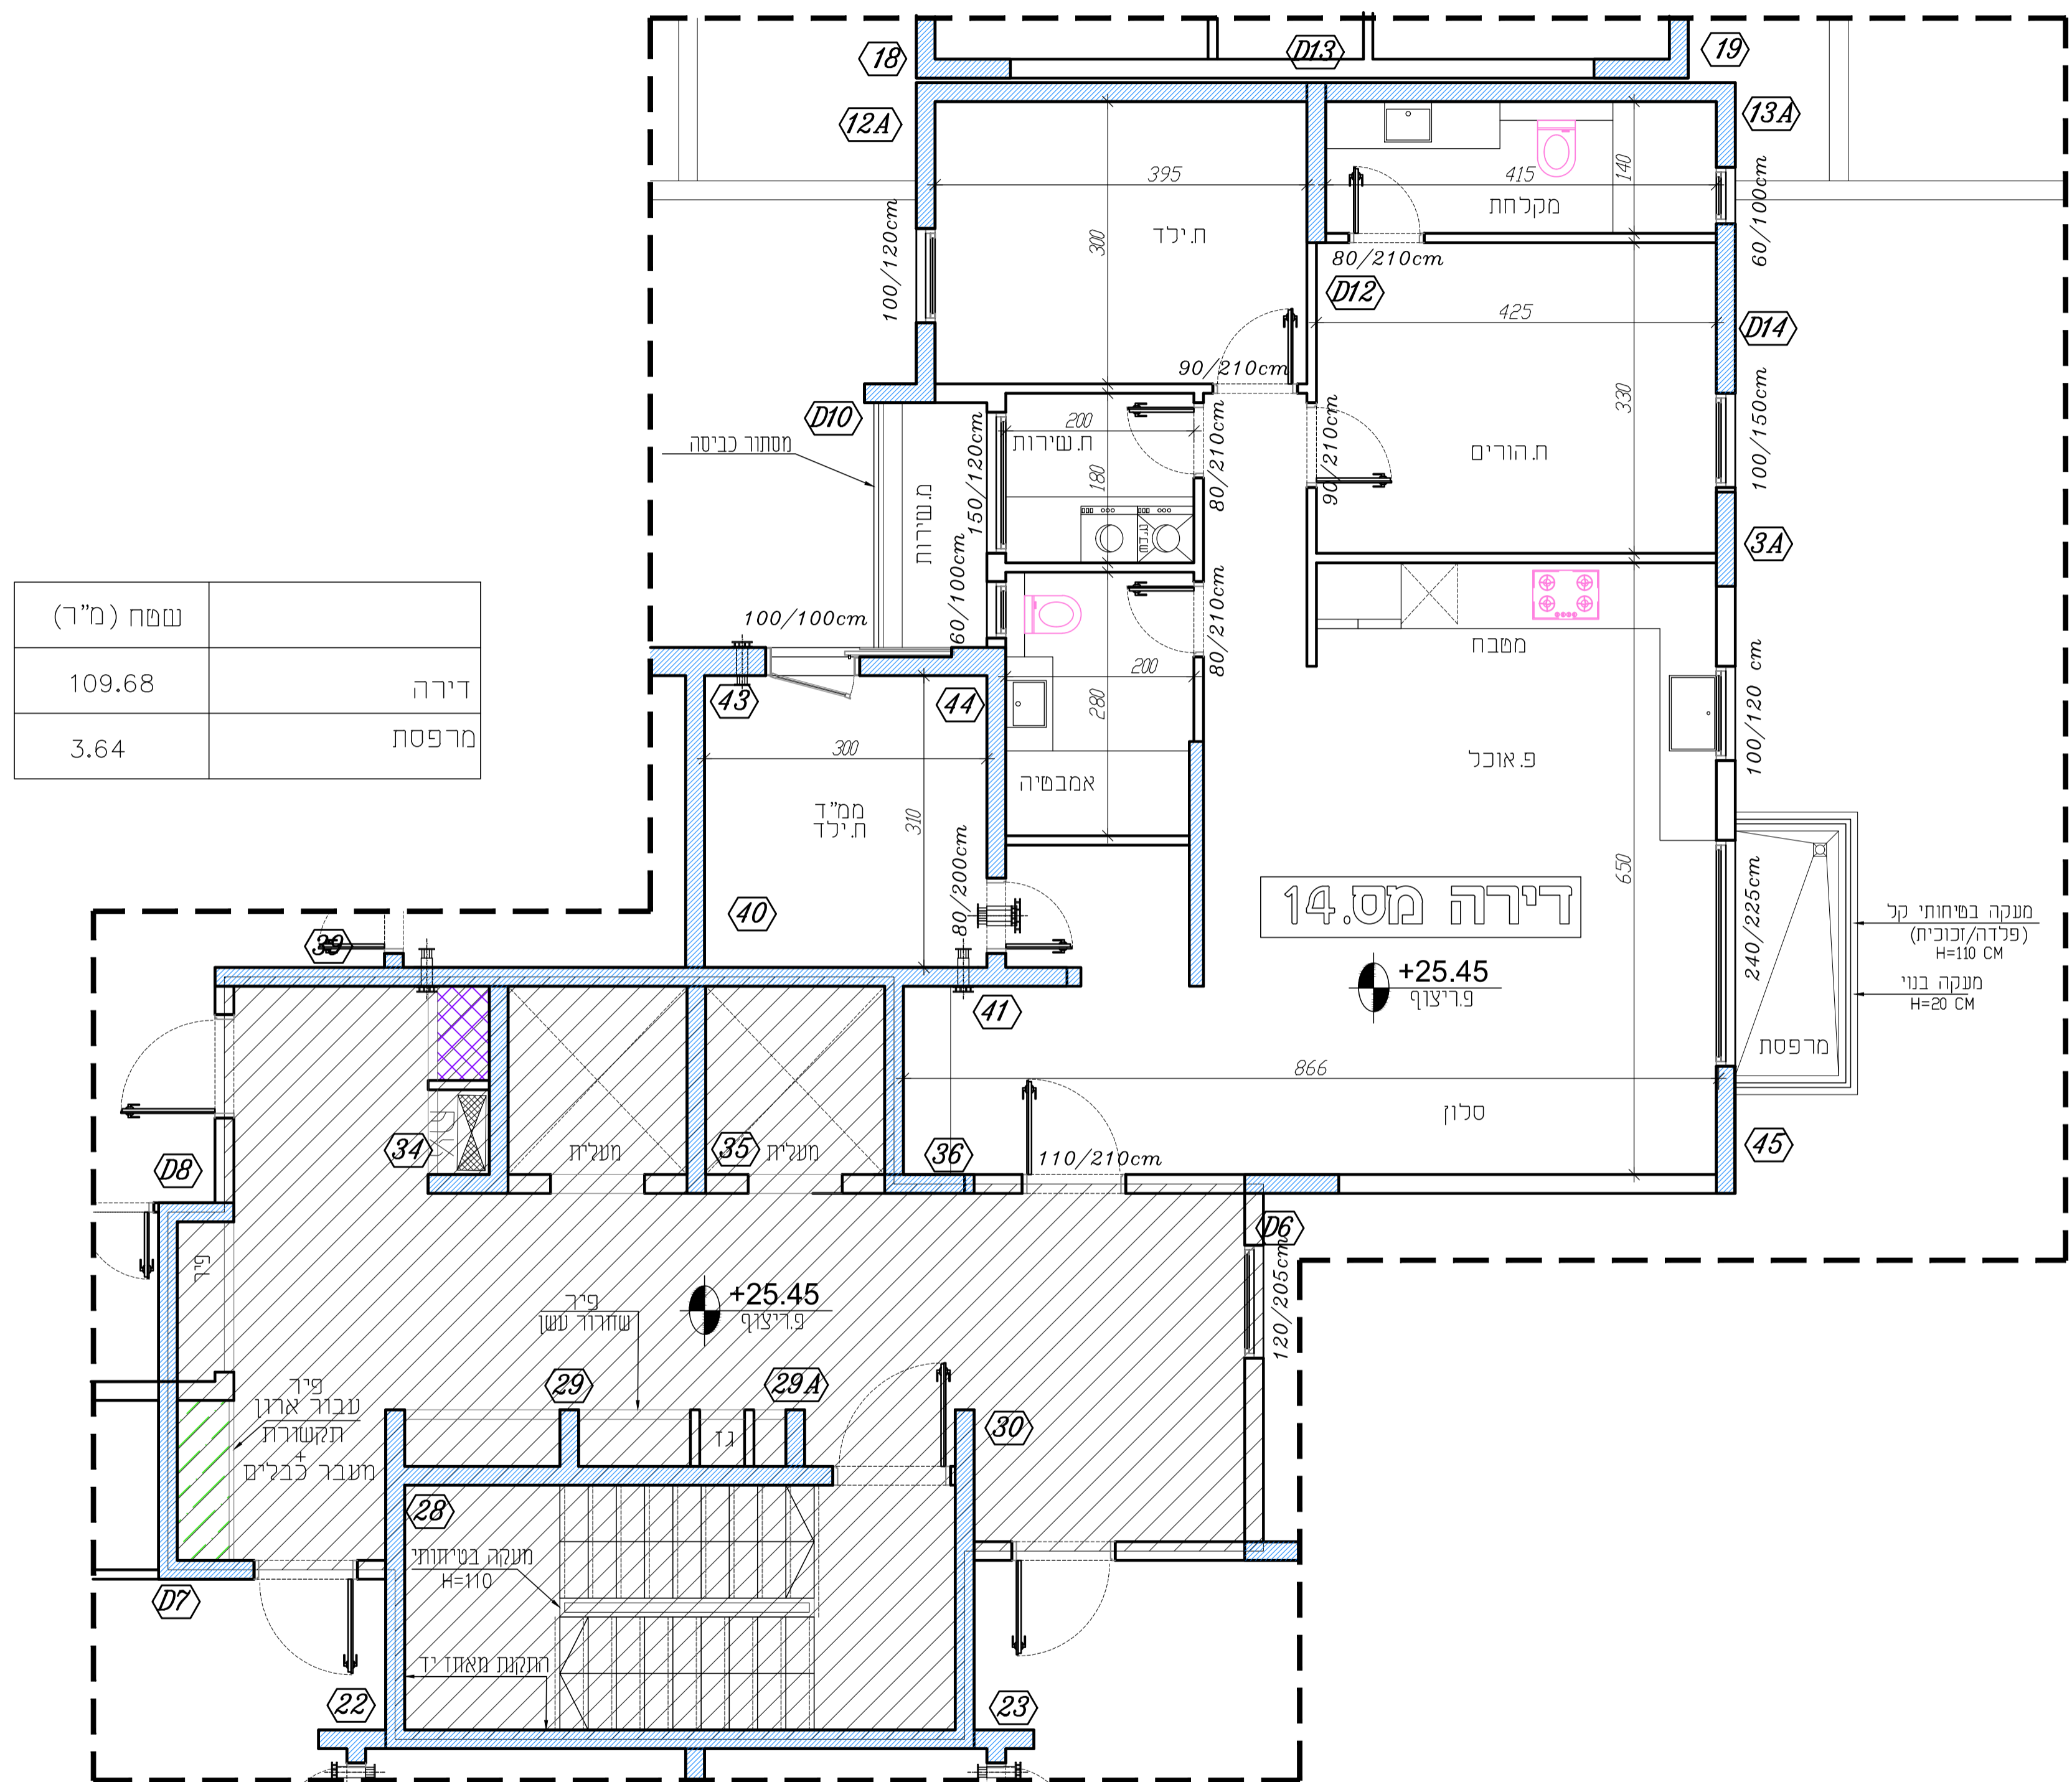 18
D13
19
12A
13A
395
415
140
מקלחת
60/100cm
300
ח.ילד
100/120cm
80/210cm
D12
425
D14
90/210cm
330
ח.הורים
90/210cm
100/150cm
D10
מסתור כביסה
מ.שירות
150/120cm
200
ח.שירות
180
80/210cm
מ.יבש
3A
60/100cm
100/100cm
80/210cm
מטבח
100/120 cm
שטח (מ"ר)
דירה
109.68
מרפסת
3.64
43
44
200
280
300
310
אמבטיה
פ.אוכל
ממ"ד
ח.ילד
40
80/200cm
דירה מס.14
650
240/225cm
+25.45
פ.ריצוף
מעקה בטיחותי קל
(פלדה/זכוכית)
H=110 CM
מעקה בנוי
H=20 CM
מרפסת
39
41
866
סלון
45
34
מעלית
35
מעלית
36
110/210cm
D8
D6
120/205cm
פיר
+25.45
פ.ריצוף
פיר
שחרור עשן
29
29A
גז
30
פיר
עבור ארון
תקשורת
+
מעבר כבלים
28
מעקה בטיחותי
H=110
D7
התקנת מאחז יד
22
23